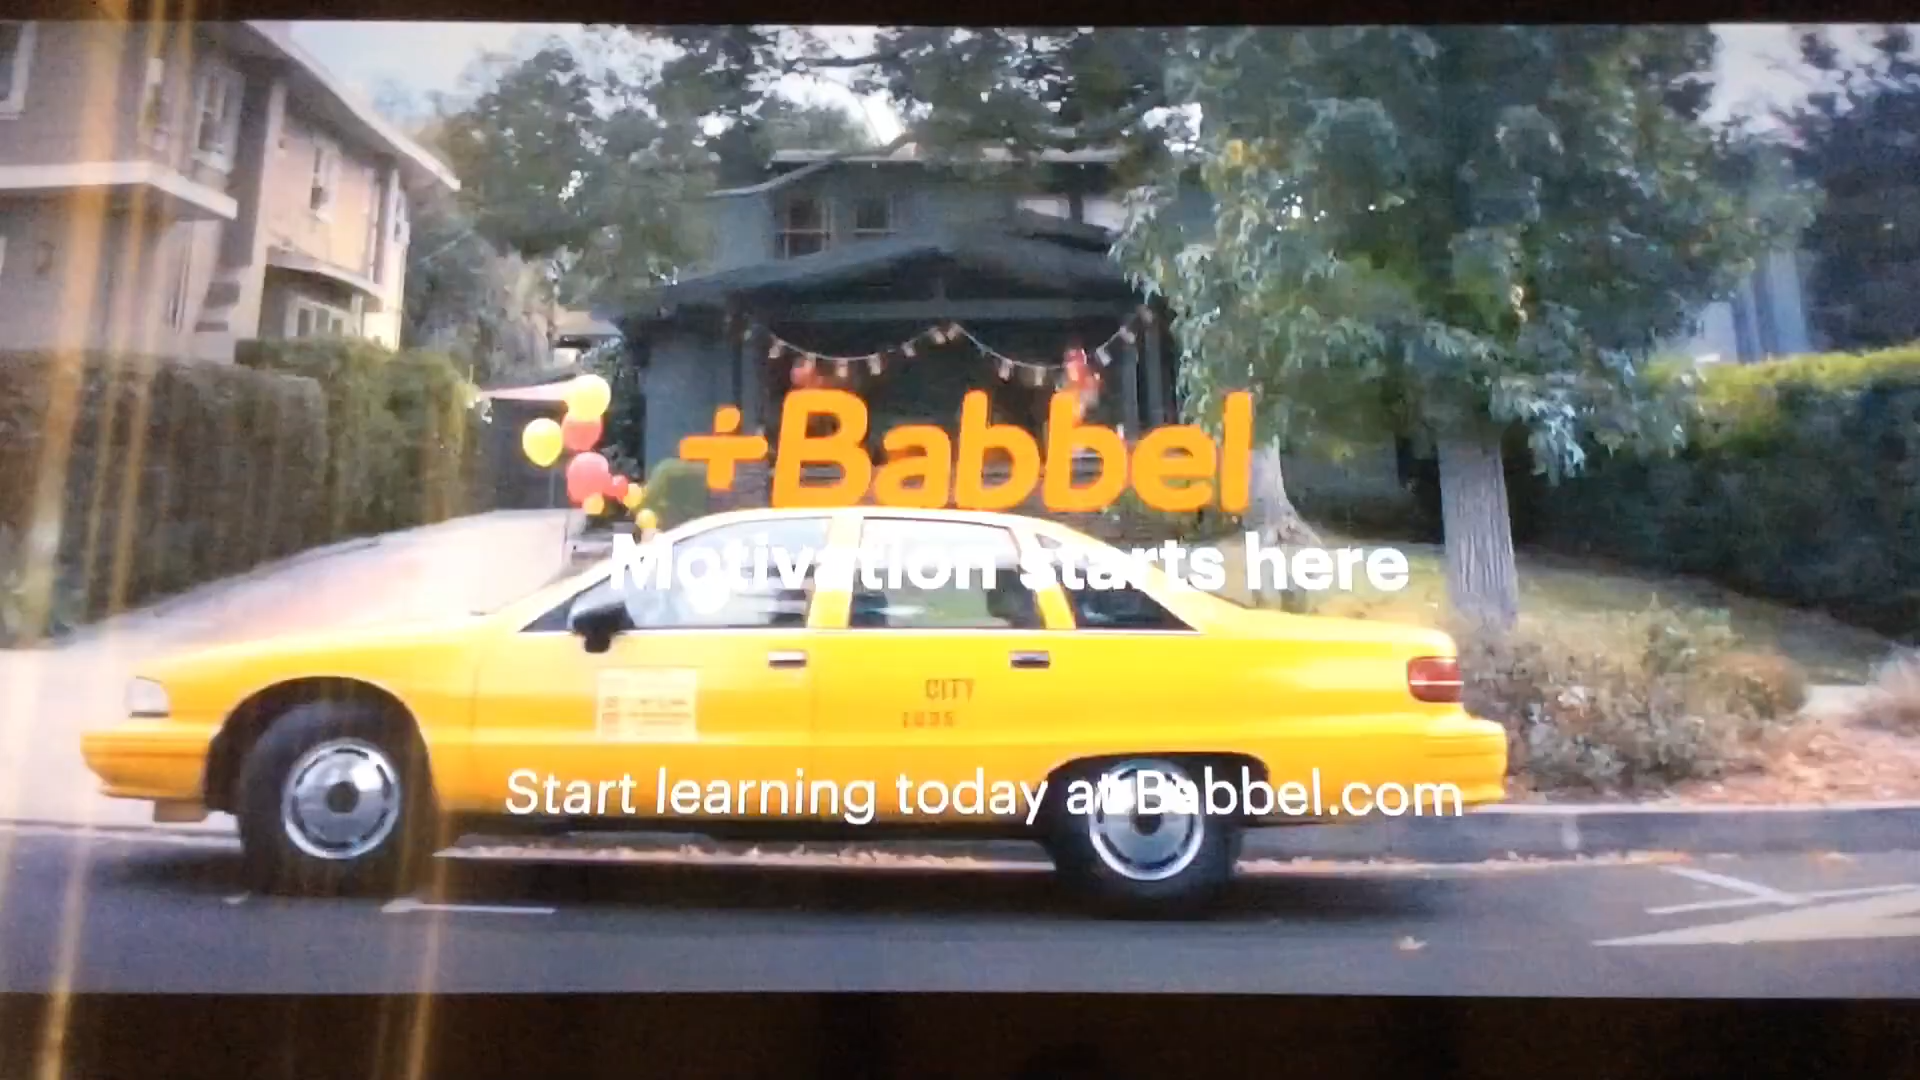 +Babbel
Motivation starts here
CITY
Start learning today at Babbel.com